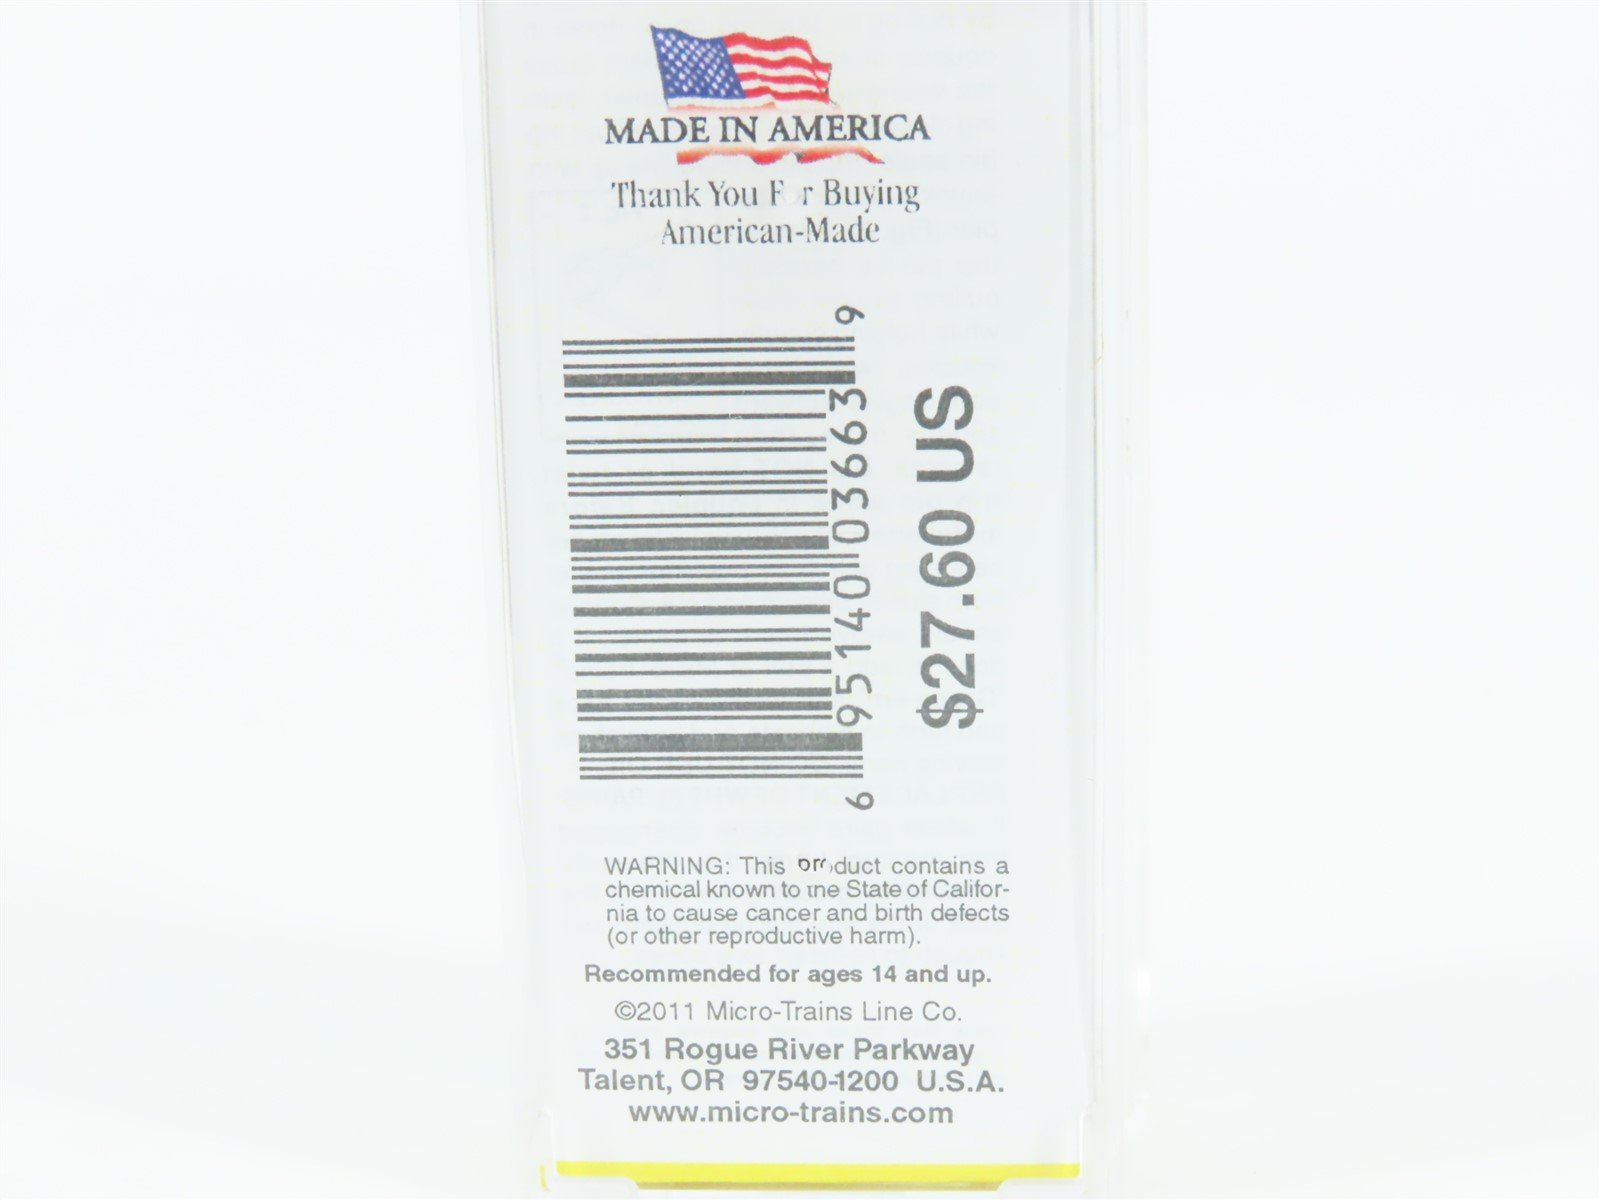 MADE IN AMERICA
Thank You F r Buying
American-Made
6 95140 03663 9
$27.60 US
WARNING: This product contains a
chemical known to the State of Califor-
nia to cause cancer and birth defects
(or other reproductive harm).
Recommended for ages 14 and up.
©2011 Micro-Trains Line Co.
351 Rogue River Parkway
Talent, OR 97540-1200 U.S.A.
www.micro-trains.com